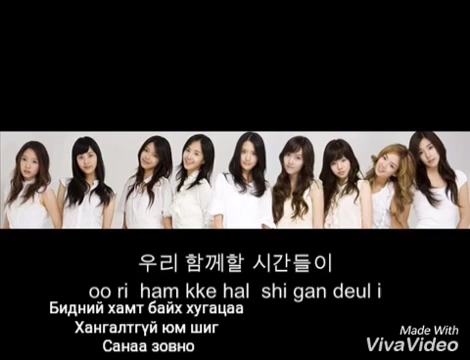 우리 함께할 시간들이
oo ri ham kke hal shi gan deul i
Бидний хамт байх хугацаа
Хангалтгүй юм шиг
Санаа зовно
Made With
VivaVideo